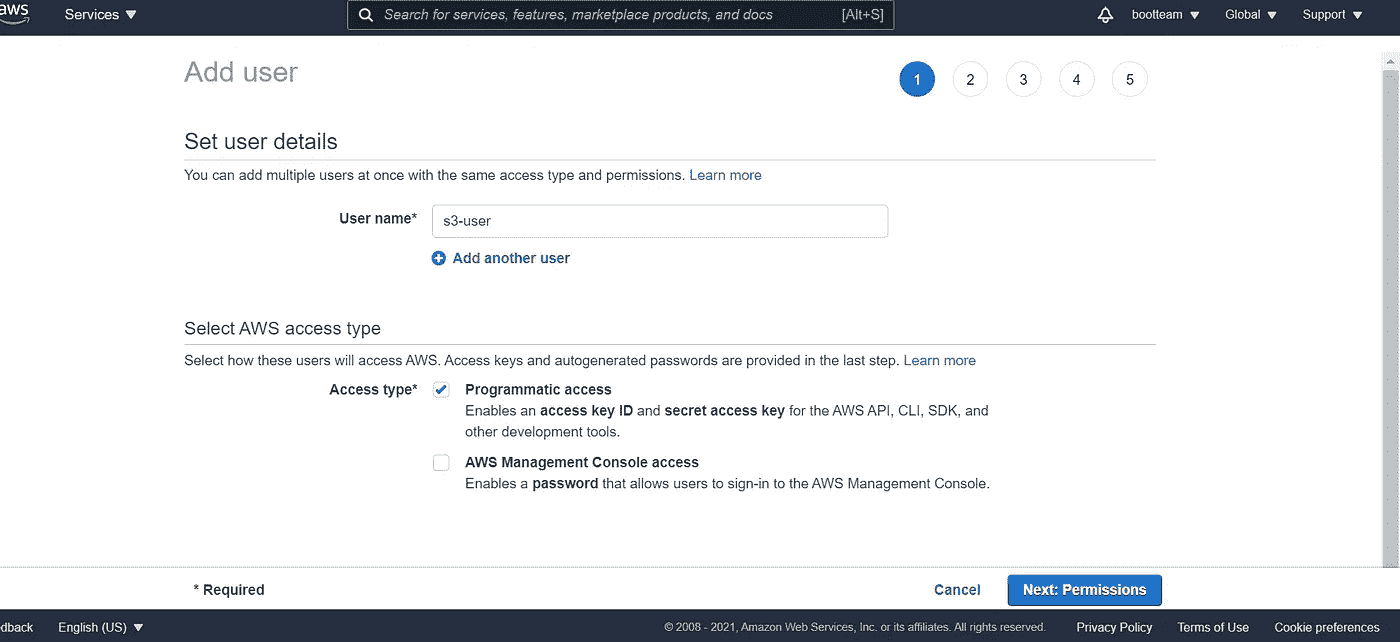 aws Services Search for services, features, marketplace products, and docs [Alt+S] bootteam Global Support
Add user 1 2 3 4 5
Set user details
You can add multiple users at once with the same access type and permissions. Learn more
User name* s3-user
Add another user
Select AWS access type
Select how these users will access AWS. Access keys and autogenerated passwords are provided in the last step. Learn more
Access type* Programmatic access
Enables an access key ID and secret access key for the AWS API, CLI, SDK, and
other development tools.
AWS Management Console access
Enables a password that allows users to sign-in to the AWS Management Console.
* Required Cancel Next: Permissions
dback English (US) © 2008 - 2021, Amazon Web Services, Inc. or its affiliates. All rights reserved. Privacy Policy Terms of Use Cookie preferences